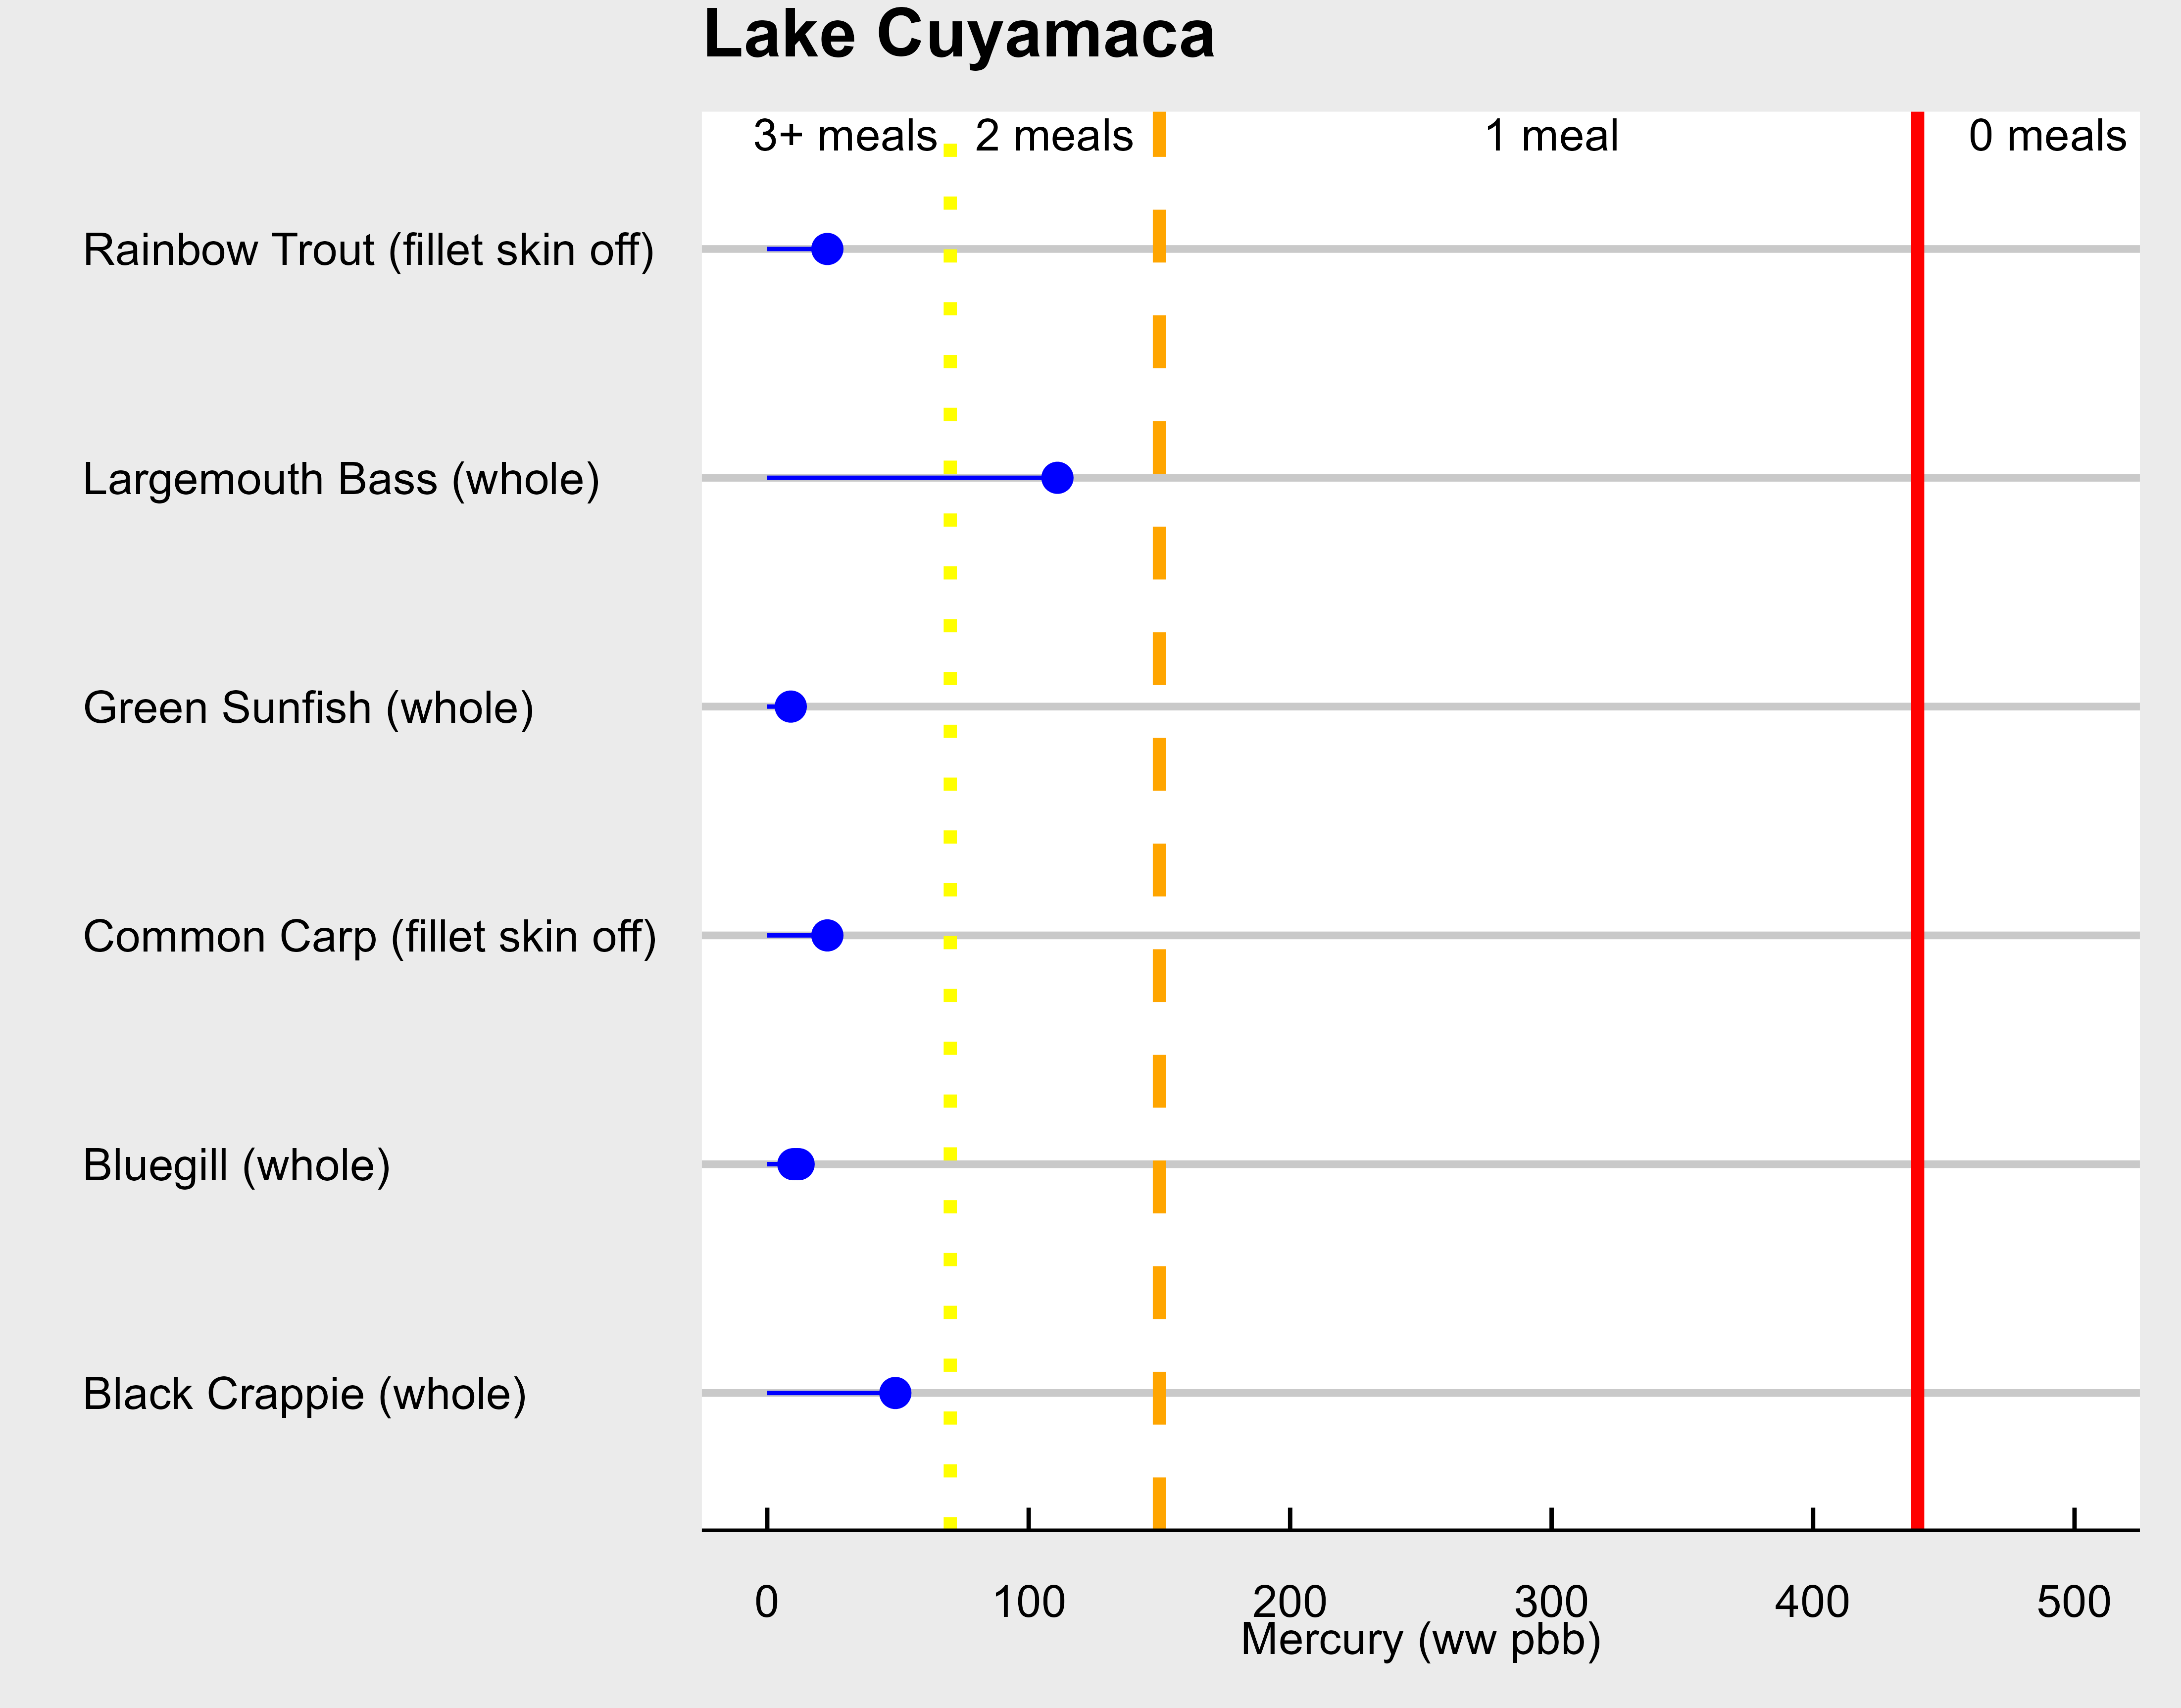 Lake Cuyamaca
3+ meals 2 meals 1 meal 0 meals
Rainbow Trout (fillet skin off)
Largemouth Bass (whole)
Green Sunfish (whole)
Common Carp (fillet skin off)
Bluegill (whole)
Black Crappie (whole)
0 100 200 300 400 500
Mercury (ww pbb)